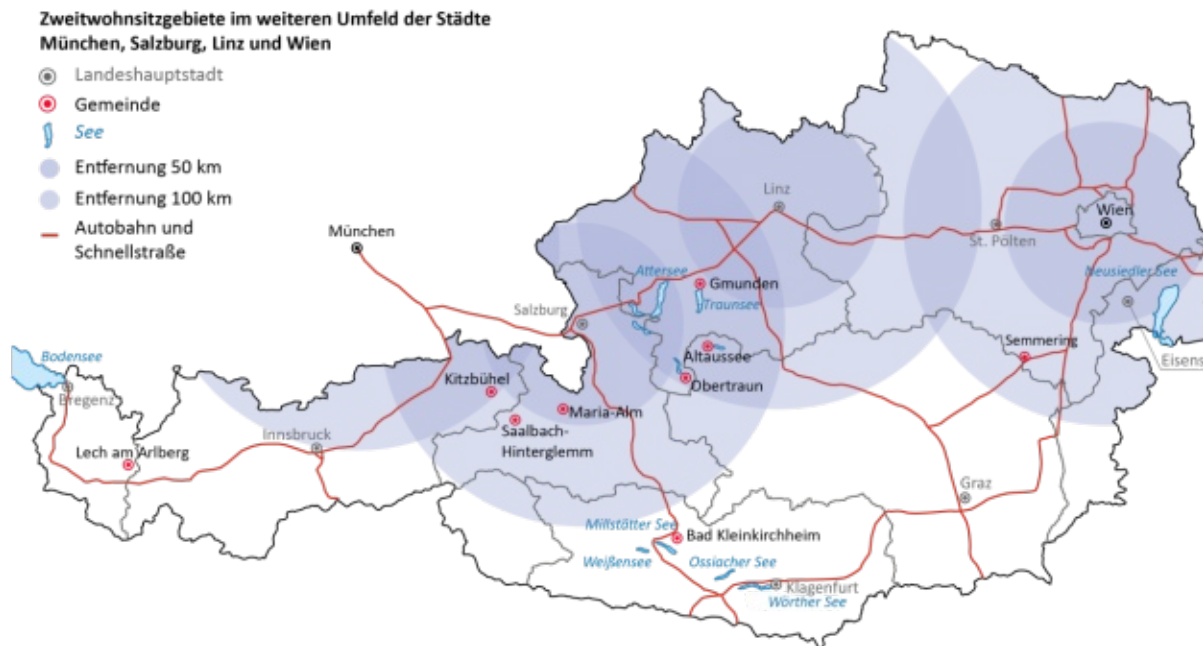 Zweitwohnsitzgebiete im weiteren Umfeld der Städte
München, Salzburg, Linz und Wien
Landeshauptstadt
Gemeinde
See
Entfernung 50 km
Entfernung 100 km
Autobahn und
Schnellstraße
München
Linz
Wien
St. Pölten
Attersee
Gmunden
Traunsee
Neusiedler See
Salzburg
Semmering
Altaussee
Eisens
Bodensee
Bregenz
Kitzbühel
Obertraun
Maria-Alm
Saalbach-
Hinterglemm
Innsbruck
Lech am Arlberg
Graz
Millstätter See
Bad Kleinkirchheim
Weißensee
Ossiacher See
Klagenfurt
Wörther See